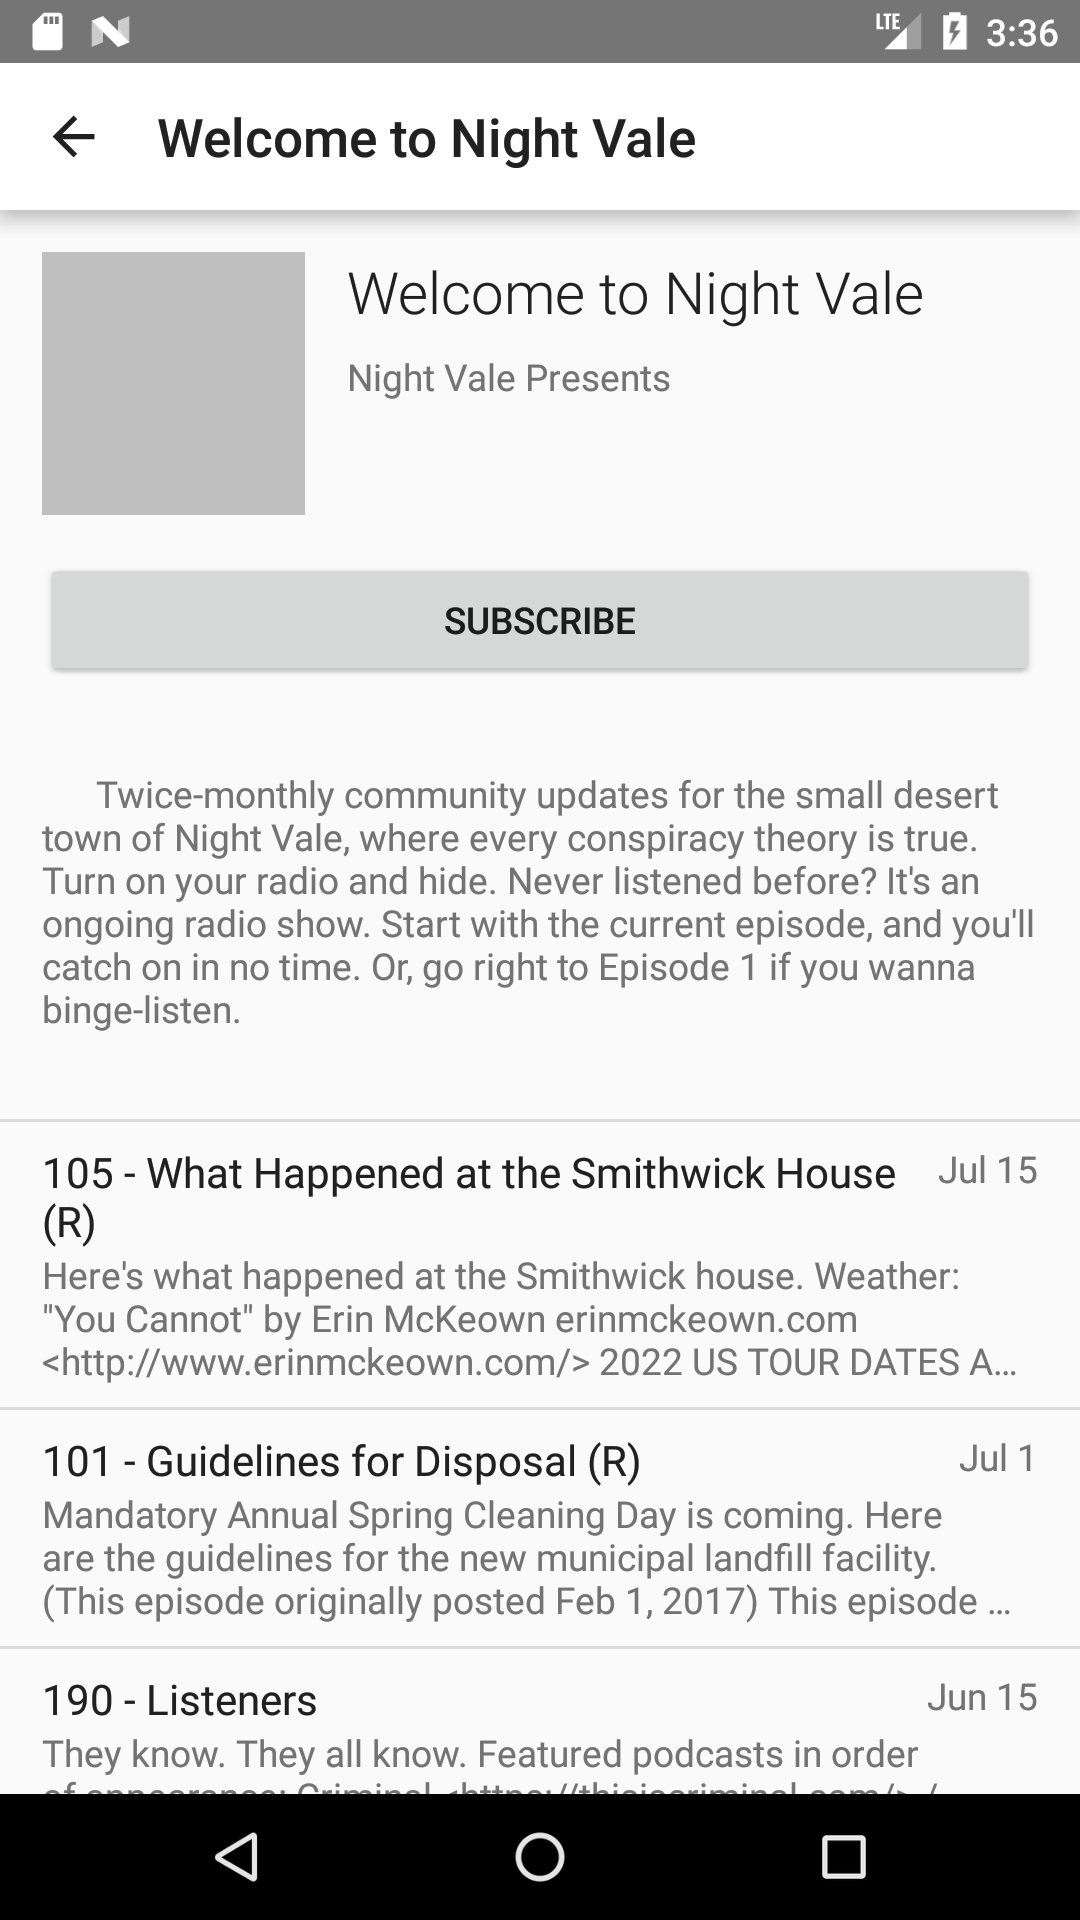 LTE 3:36
Welcome to Night Vale
Welcome to Night Vale
Night Vale Presents
SUBSCRIBE
Twice-monthly community updates for the small desert
town of Night Vale, where every conspiracy theory is true.
Turn on your radio and hide. Never listened before? It's an
ongoing radio show. Start with the current episode, and you'll
catch on in no time. Or, go right to Episode 1 if you wanna
binge-listen.
105 - What Happened at the Smithwick House Jul 15
(R)
Here's what happened at the Smithwick house. Weather:
"You Cannot" by Erin McKeown erinmckeown.com
<http://www.erinmckeown.com/> 2022 US TOUR DATES A…
101 - Guidelines for Disposal (R) Jul 1
Mandatory Annual Spring Cleaning Day is coming. Here
are the guidelines for the new municipal landfill facility.
(This episode originally posted Feb 1, 2017) This episode …
190 - Listeners Jun 15
They know. They all know. Featured podcasts in order
of appearance: Criminal <https://thisiscriminal.com/> /